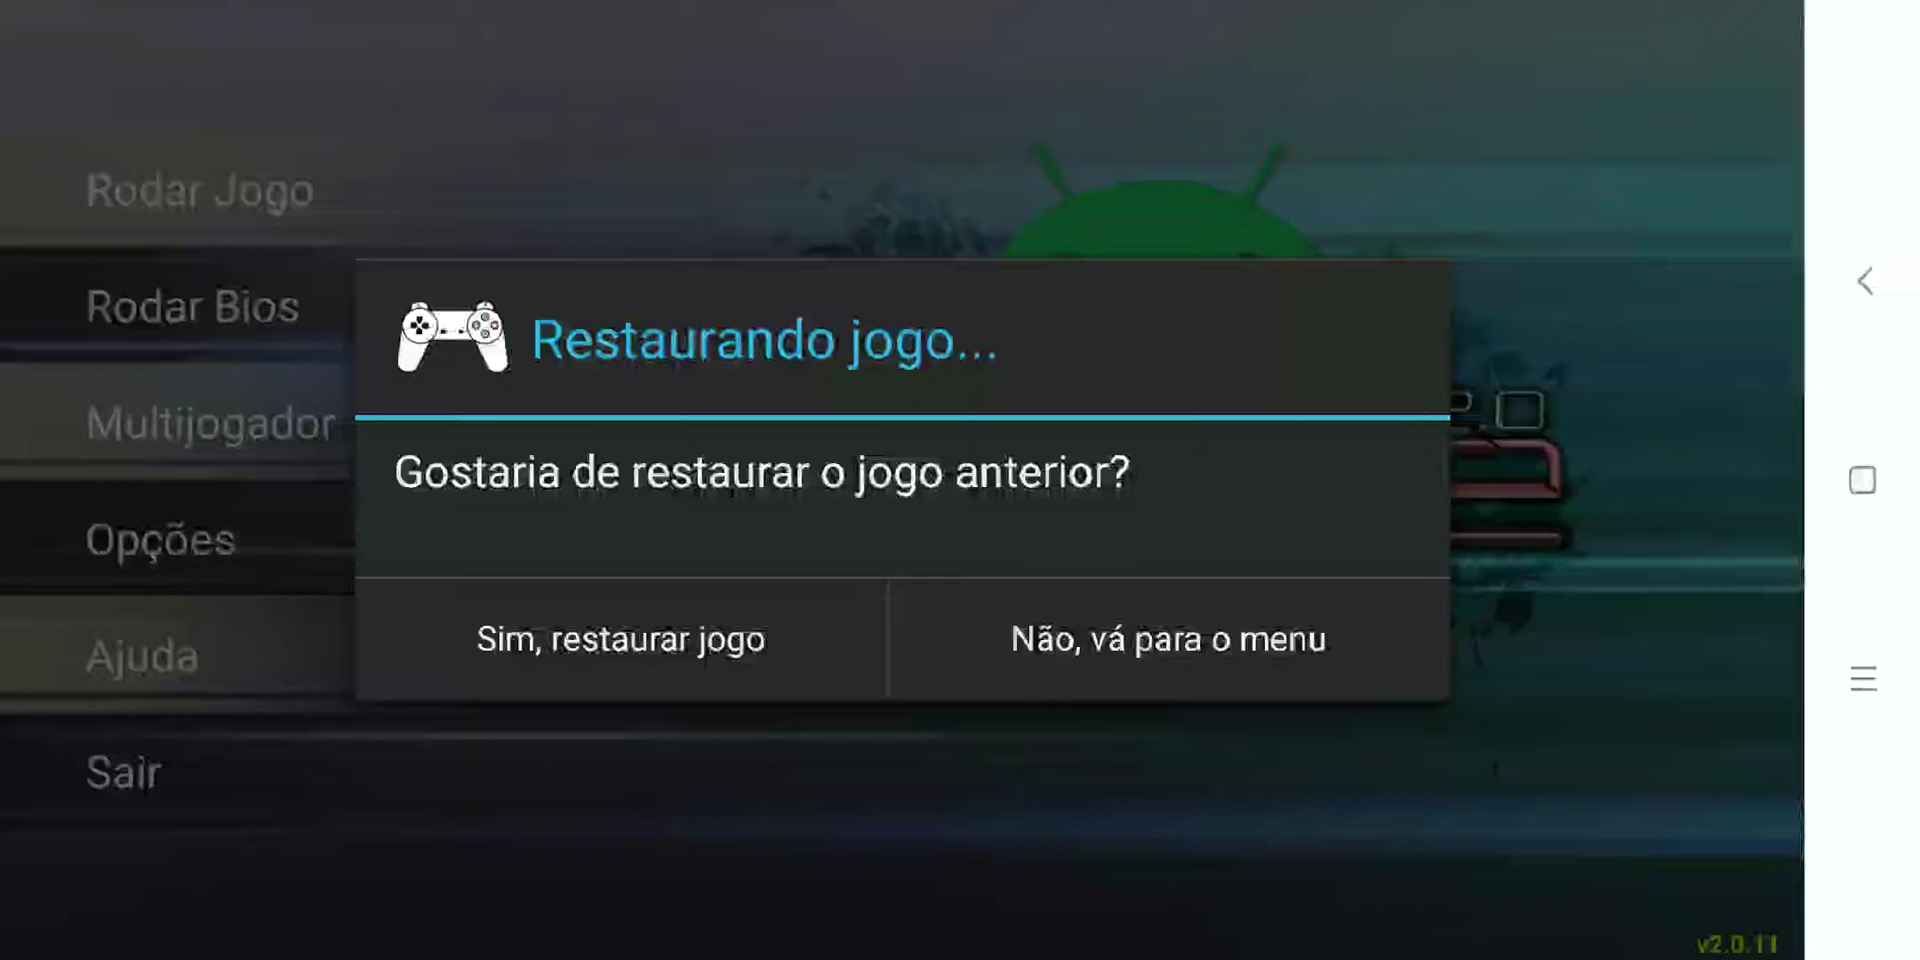 Rodar Jogo
Rodar Bios
Multijogador
Opções
Ajuda
Sair
Restaurando jogo...
Gostaria de restaurar o jogo anterior?
Sim, restaurar jogo
Não, vá para o menu
v2.0.11